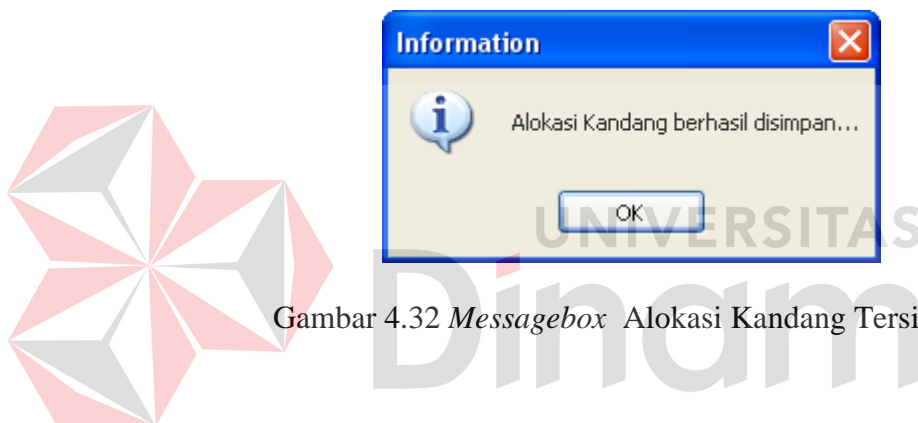 Information
Alokasi Kandang berhasil disimpan...
OK
UNIVERSITAS
Dinam
Gambar 4.32 Messagebox Alokasi Kandang Tersi